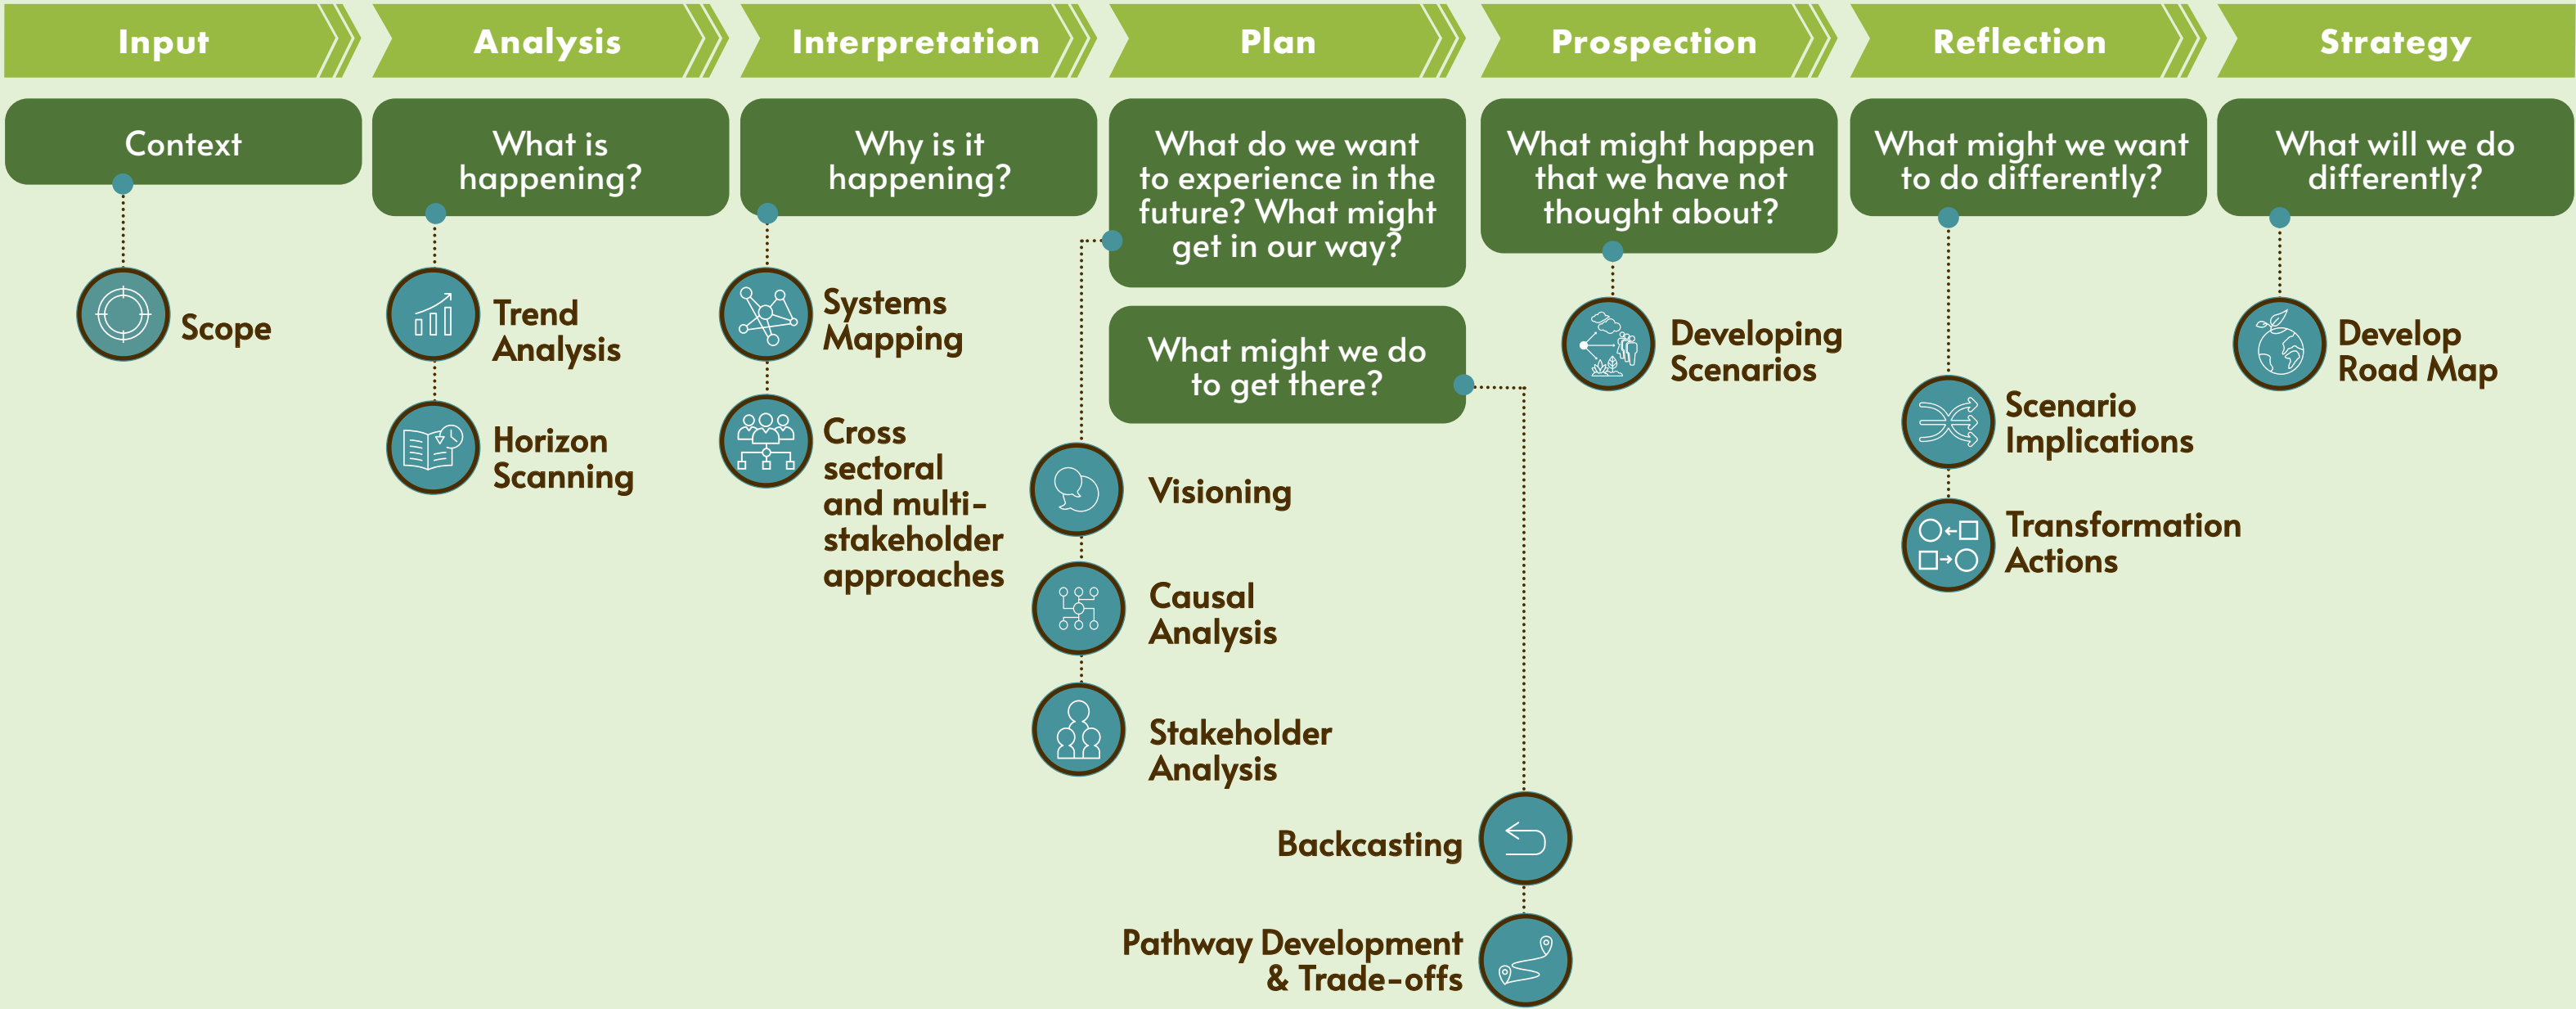 Input
Analysis
Interpretation
Plan
Prospection
Reflection
Strategy
Context
What is
happening?
Why is it
happening?
What do we want
to experience in the
future? What might
get in our way?
What might we do
to get there?
What might happen
that we have not
thought about?
What might we want
to do differently?
What will we do
differently?
Scope
Trend
Analysis
Horizon
Scanning
Systems
Mapping
Cross
sectoral
and multi-
stakeholder
approaches
Visioning
Causal
Analysis
Stakeholder
Analysis
Backcasting
Pathway Development
& Trade-offs
Developing
Scenarios
Scenario
Implications
Transformation
Actions
Develop
Road Map